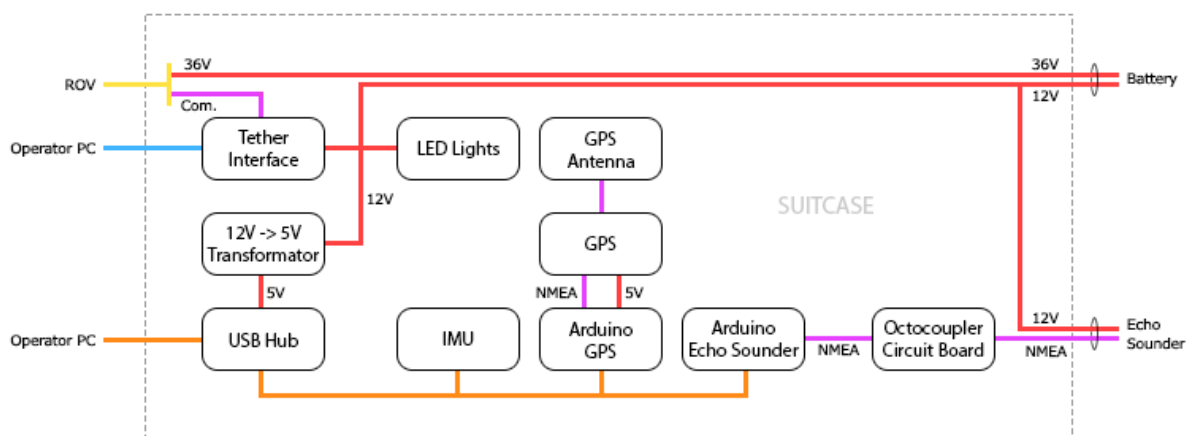 36V
36V
ROV
Battery
Com.
12V
Operator PC
Tether
Interface
LED Lights
GPS
Antenna
12V
SUITCASE
12V -> 5V
Transformator
GPS
5V
NMEA
5V
12V
Echo
Sounder
Operator PC
USB Hub
IMU
Arduino
GPS
Arduino
Echo Sounder
NMEA
Octocoupler
Circuit Board
NMEA